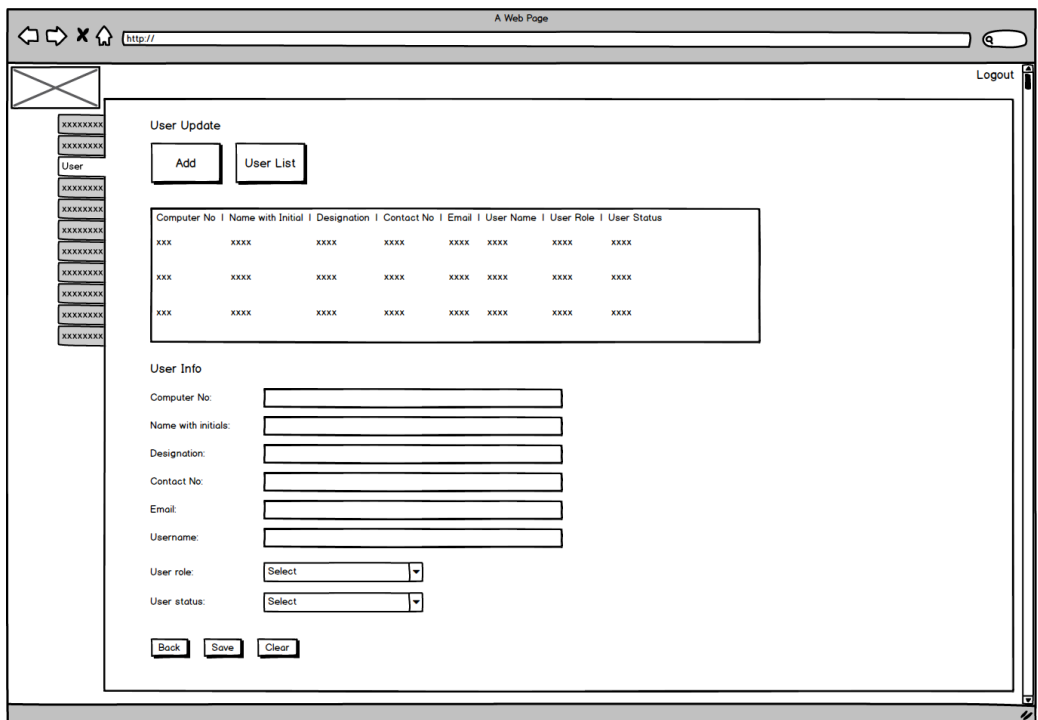 A Web Page
http://
Logout
xxxxxxxx
xxxxxxxx
User
xxxxxxxx
xxxxxxxx
xxxxxxxx
xxxxxxxx
xxxxxxxx
xxxxxxxx
xxxxxxxx
xxxxxxxx
User Update
Add User List
Computer No | Name with Initial | Designation | Contact No | Email | User Name | User Role | User Status
xxx xxxx xxxx xxxx xxxx xxxx xxxx xxxx
xxx xxxx xxxx xxxx xxxx xxxx xxxx xxxx
xxx xxxx xxxx xxxx xxxx xxxx xxxx xxxx
User Info
Computer No:
Name with initials:
Designation:
Contact No:
Email:
Username:
User role: Select
User status: Select
Back Save Clear